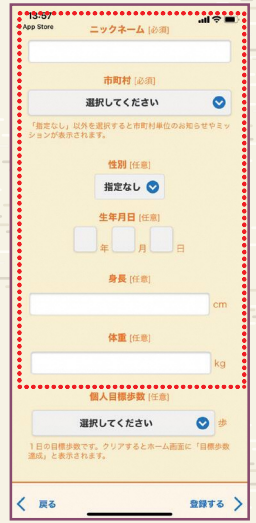 13:57
App Store
ニックネーム [必須]
市町村 [必須]
選択してください
「指定なし」以外を選択すると市町村単位のお知らせやミッ
ションが表示されます。
性別 [任意]
指定なし
生年月日 [任意]
年 月 日
身長 [任意]
cm
体重 [任意]
kg
個人目標歩数 [任意]
選択してください 歩
1日の目標歩数です。クリアするとホーム画面に「目標歩数
達成」と表示されます。
戻る 登録する